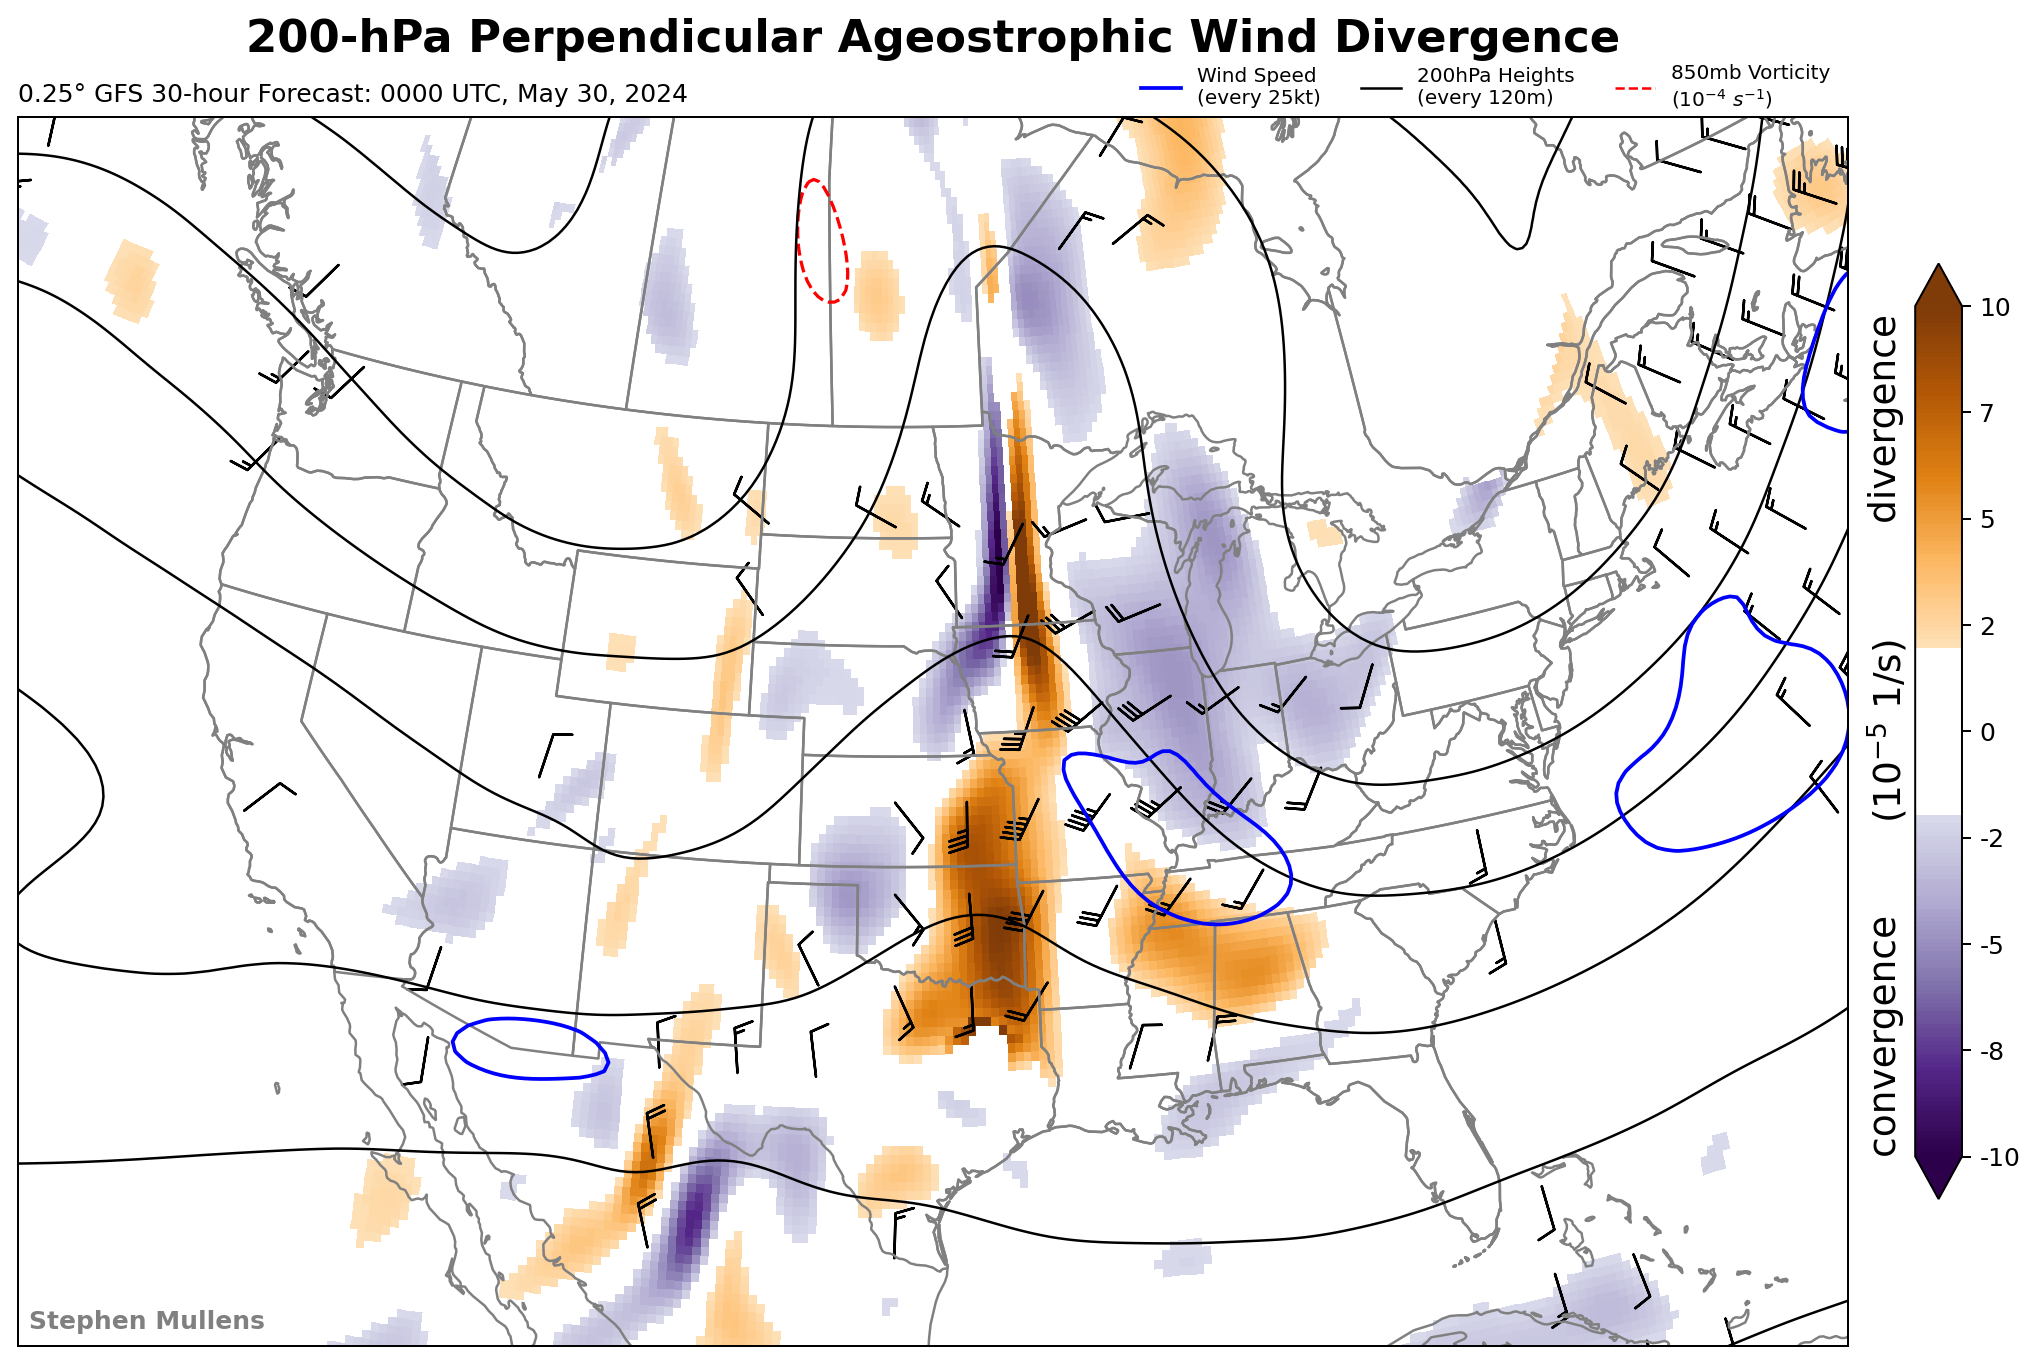 200-hPa Perpendicular Ageostrophic Wind Divergence
0.25° GFS 30-hour Forecast: 0000 UTC, May 30, 2024
Wind Speed
(every 25kt)
200hPa Heights
(every 120m)
850mb Vorticity
(10⁻⁴ s⁻¹)
10
7
5
2
0
-2
-5
-8
-10
convergence (10⁻⁵ 1/s) divergence
Stephen Mullens